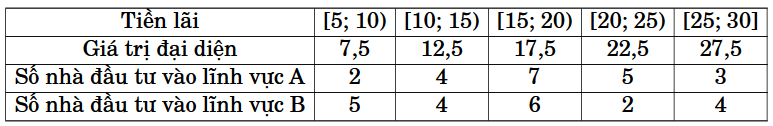 Tiền lãi [5; 10) [10; 15) [15; 20) [20; 25) [25; 30]
Giá trị đại diện 7,5 12,5 17,5 22,5 27,5
Số nhà đầu tư vào lĩnh vực A 2 4 7 5 3
Số nhà đầu tư vào lĩnh vực B 5 4 6 2 4